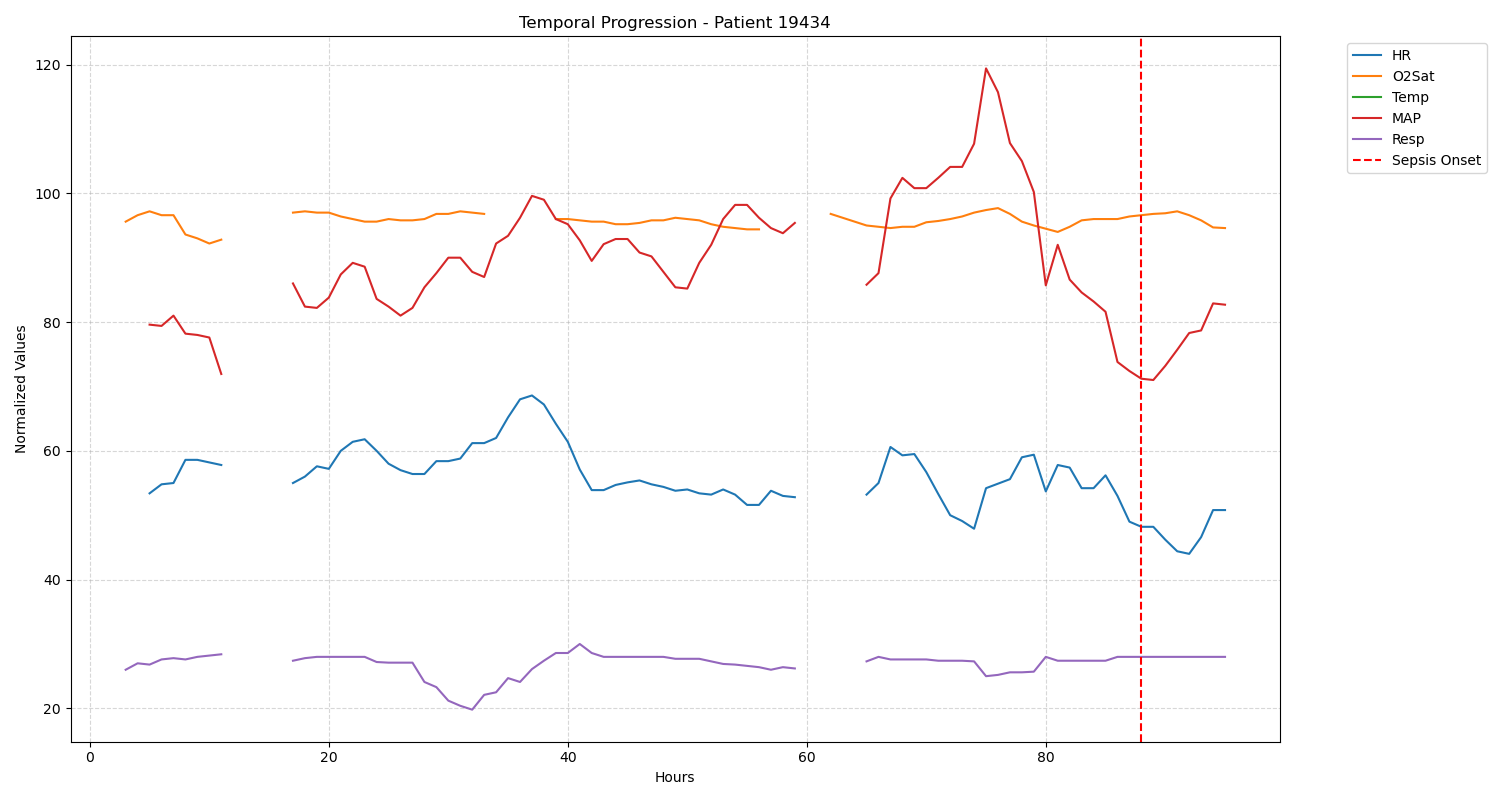 Temporal Progression - Patient 19434
HR
O2Sat
Temp
MAP
Resp
Sepsis Onset
Normalized Values
120
100
80
60
40
20
0 20 40 60 80
Hours